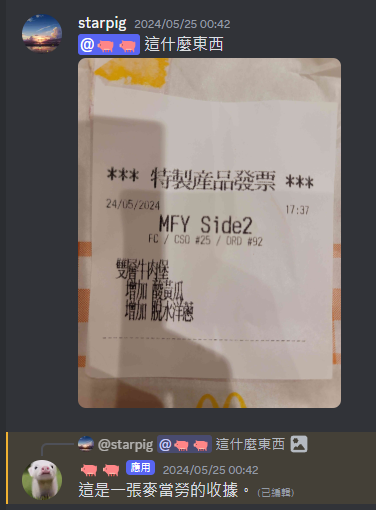 starpig 2024/05/25 00:42
@🐖 🐖 這什麼東西
*** 特製産品發票 ***
24/05/2024 17:37
MFY Side2
FC / CSO #25 / ORD #92
雙層牛肉堡
增加 酸黃瓜
增加 脫水洋蔥
@starpig @🐖 🐖 這什麼東西
🐖 🐖 應用 2024/05/25 00:42
這是一張麥當勞的收據。 (已編輯)